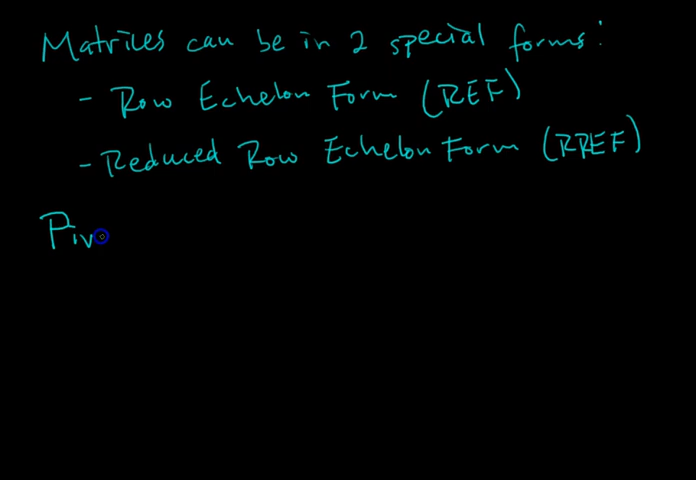 Matrices can be in 2 special forms:
- Row Echelon Form (REF)
- Reduced Row Echelon Form (RREF)
Piv